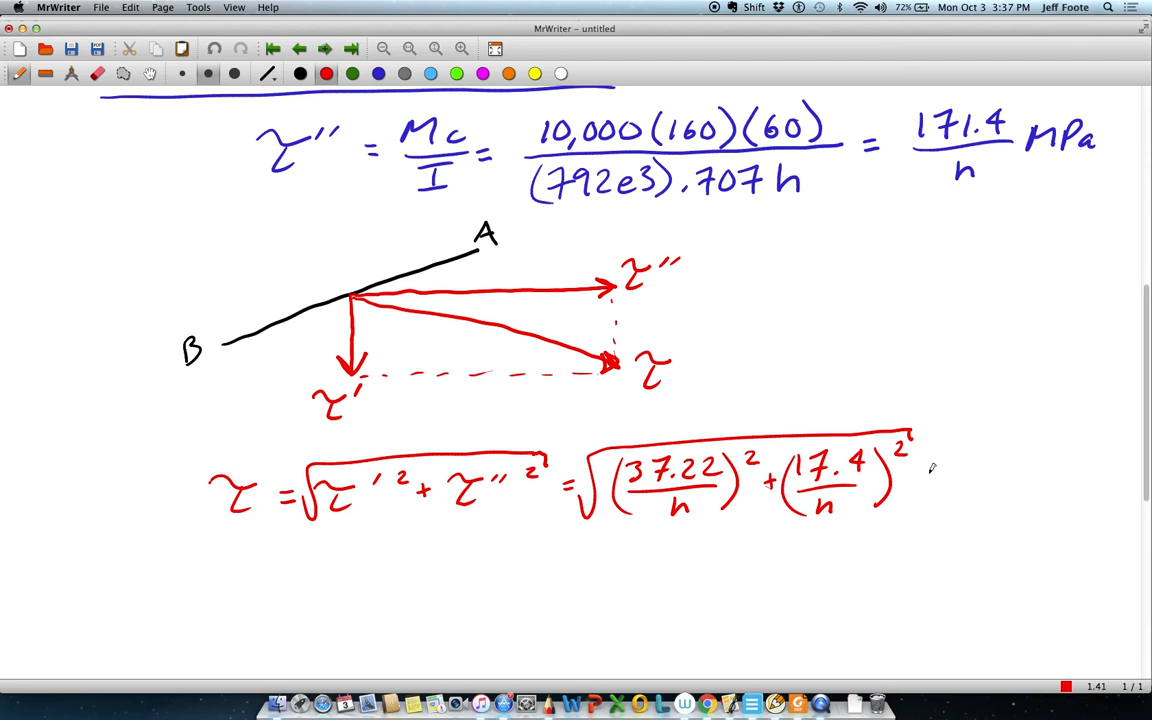 MrWriter File Edit Page Tools View Help Shift 72% Mon Oct 3 3:37 PM Jeff Foote
MrWriter - untitled
τ'' = Mc/I = 10,000(160)(60)/(792e3).707h = 171.4/h MPa
A
τ''
B
τ
τ'
τ = √τ'² + τ''² = √(37.22/h)² + (17.4/h)²
1.41 1 / 1